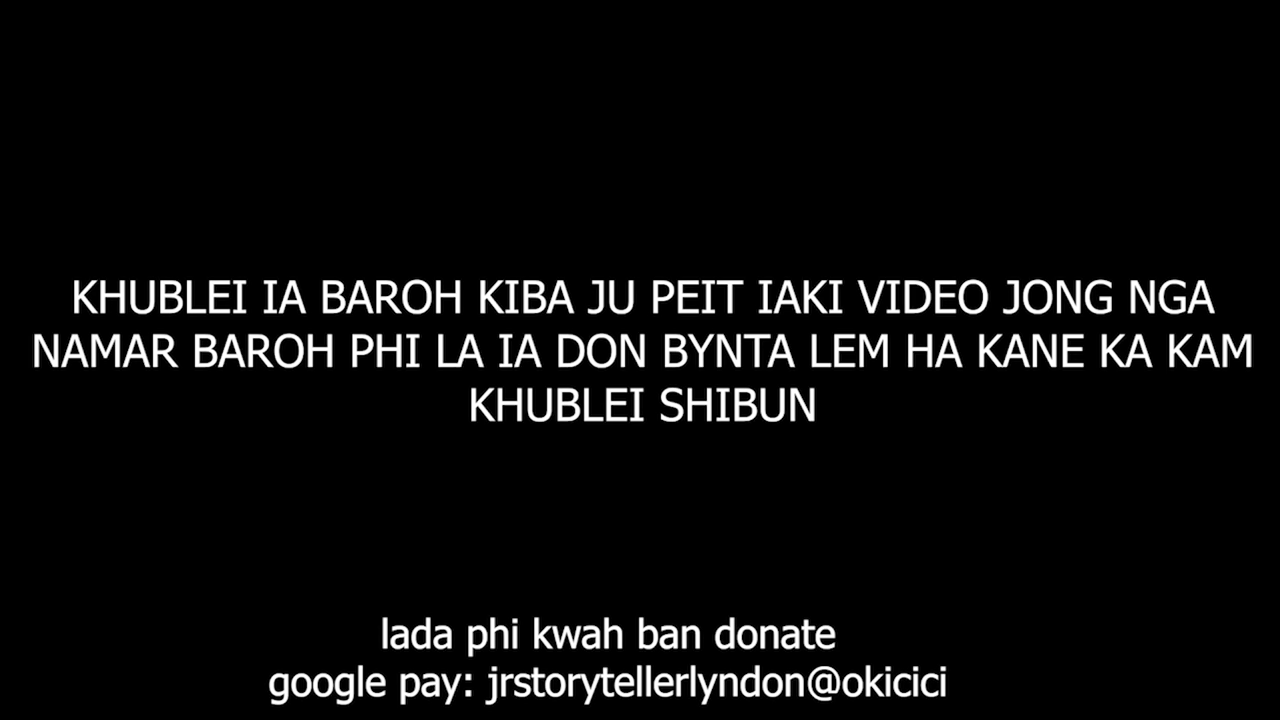 KHUBLEI IA BAROH KIBA JU PEIT IAKI VIDEO JONG NGA
NAMAR BAROH PHI LA IA DON BYNTA LEM HA KANE KA KAM
KHUBLEI SHIBUN
lada phi kwah ban donate
google pay: jrstorytellerlyndon@okicici